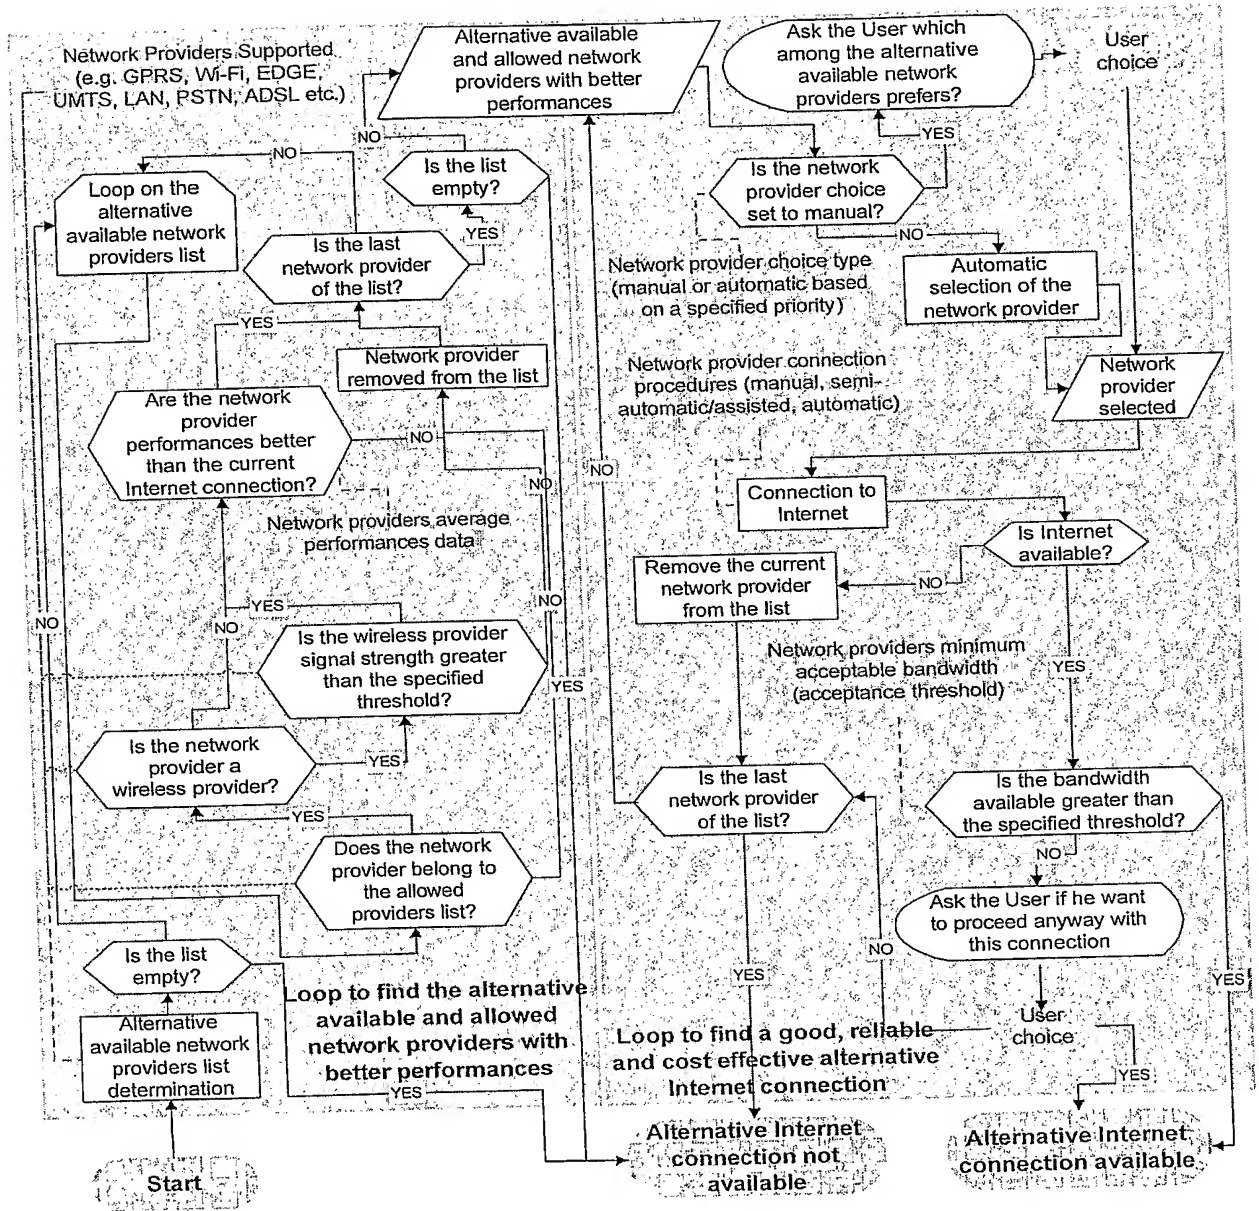 Network Providers Supported
(e.g. GPRS, Wi-Fi, EDGE,
UMTS, LAN, PSTN, ADSL etc.)
Alternative available
and allowed network
providers with better
performances
Ask the User which
among the alternative
available network
providers prefers?
User
choice
YES
NO
NO
Is the list
empty?
Is the network
provider choice
set to manual?
Loop on the
alternative
available network
providers list
YES
Is the last
network provider
of the list?
NO
Network provider choice type
(manual or automatic based
on a specified priority)
Automatic
selection of the
network provider
YES
Network provider
removed from the list
Network provider connection
procedures (manual, semi-
automatic/assisted, automatic)
Network
provider
selected
Are the network
provider
performances better
than the current
Internet connection?
NO
NO
NO
Connection to
Internet
Network providers average
performances data
Is Internet
available?
Remove the current
network provider
from the list
NO
YES
NO
NO
NO
Is the wireless provider
signal strength greater
than the specified
threshold?
Network providers minimum
acceptable bandwidth
(acceptance threshold)
YES
YES
Is the network
provider a
wireless provider?
YES
Is the last
network provider
of the list?
Is the bandwidth
available greater than
the specified threshold?
YES
Does the network
provider belong to
the allowed
providers list?
NO
Ask the User if he want
to proceed anyway with
this connection
Is the list
empty?
NO
YES
YES
Loop to find the alternative
available and allowed
network providers with
better performances
Alternative
available network
providers list
determination
Loop to find a good, reliable
and cost effective alternative
Internet connection
User
choice
YES
YES
Start
Alternative Internet
connection not
available
Alternative Internet
connection available